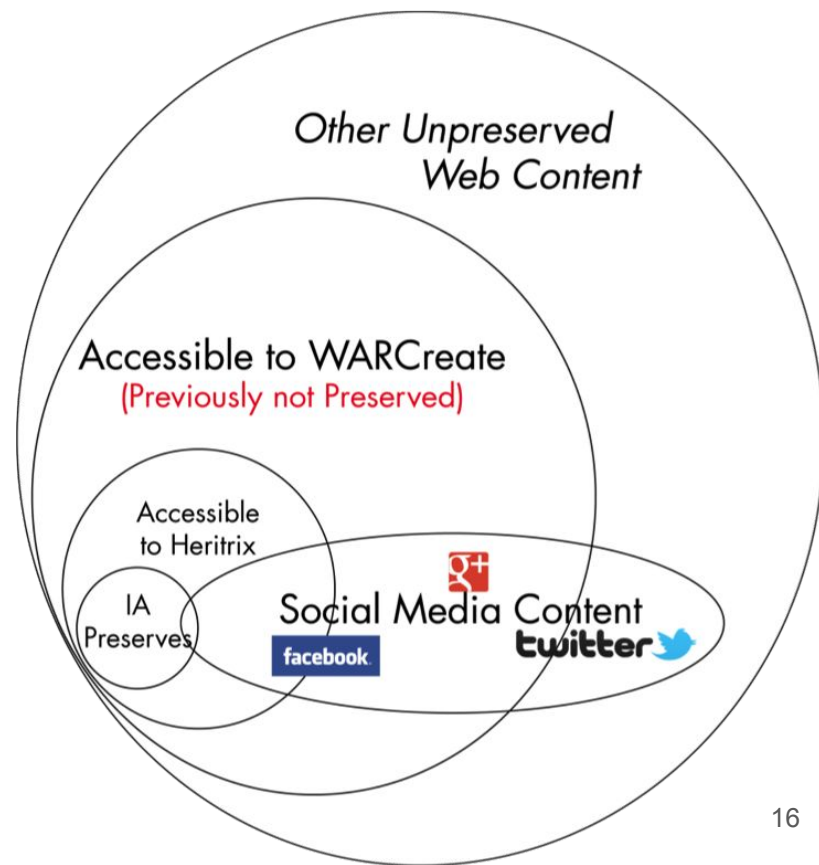 Other Unpreserved
Web Content
Accessible to WARCreate
(Previously not Preserved)
Accessible
to Heritrix
IA
Preserves
g+
Social Media Content
facebook.
twitter
16